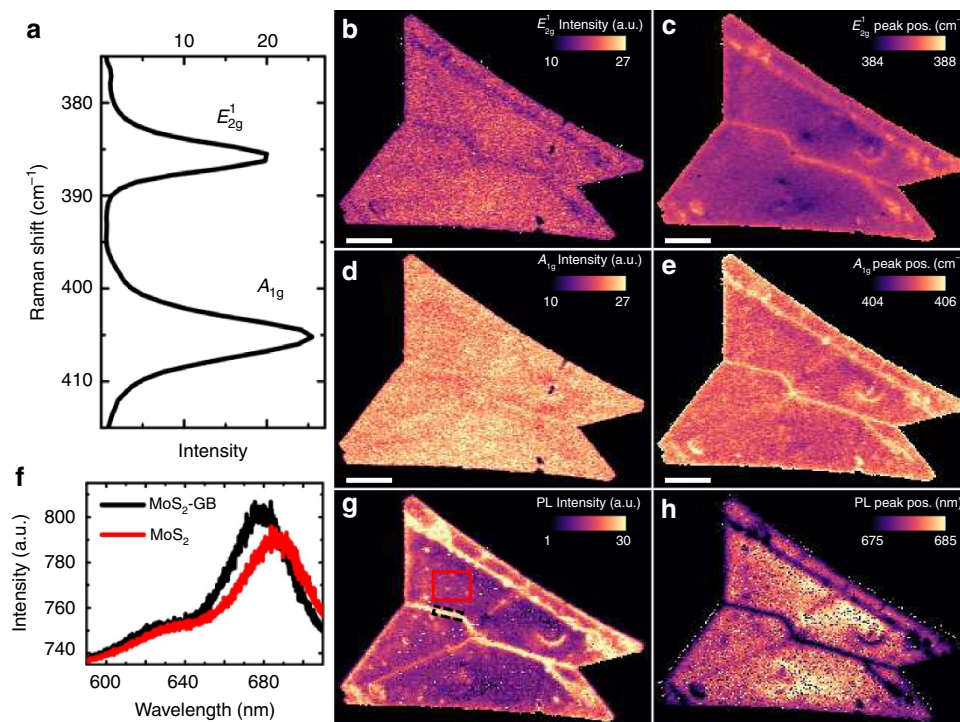 a
10 20
380
390
400
410
Raman shift (cm⁻¹)
E¹₂g
A₁g
Intensity
b
E¹₂g Intensity (a.u.)
10 27
c
E¹₂g peak pos. (cm⁻
384 388
d
A₁g Intensity (a.u.)
10 27
e
A₁g peak pos. (cm⁻
404 406
f
MoS₂-GB
MoS₂
800
780
760
740
Intensity (a.u.)
600 640 680
Wavelength (nm)
g
PL Intensity (a.u.)
1 30
h
PL peak pos. (nm)
675 685